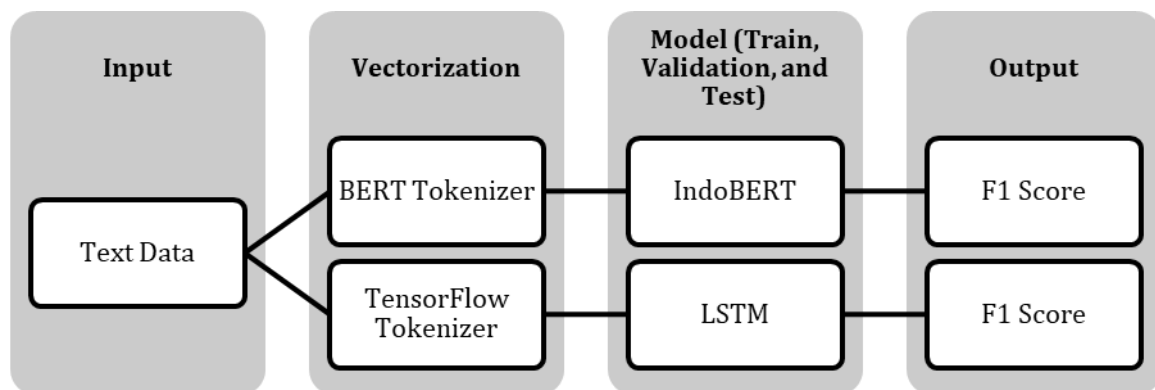 Input
Vectorization
Model (Train,
Validation, and
Test)
Output
Text Data
BERT Tokenizer
IndoBERT
F1 Score
TensorFlow
Tokenizer
LSTM
F1 Score